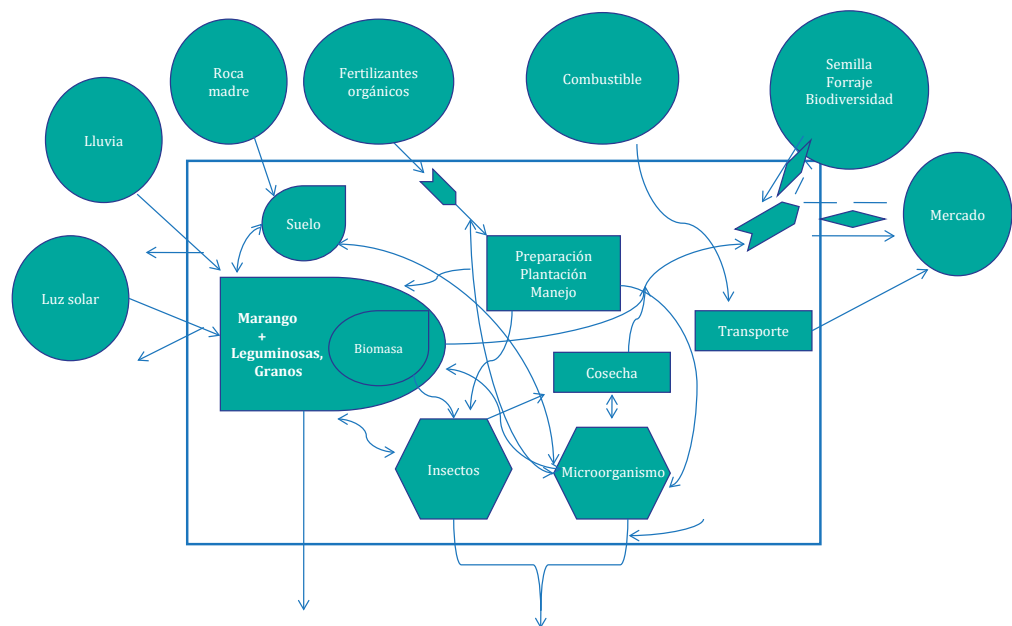 Roca
madre
Fertilizantes
orgánicos
Combustible
Semilla
Forraje
Biodiversidad
Lluvia
Suelo
Mercado
Preparación
Plantación
Manejo
Luz solar
Marango
+
Leguminosas,
Granos
Biomasa
Transporte
Cosecha
Insectos
Microorganismo